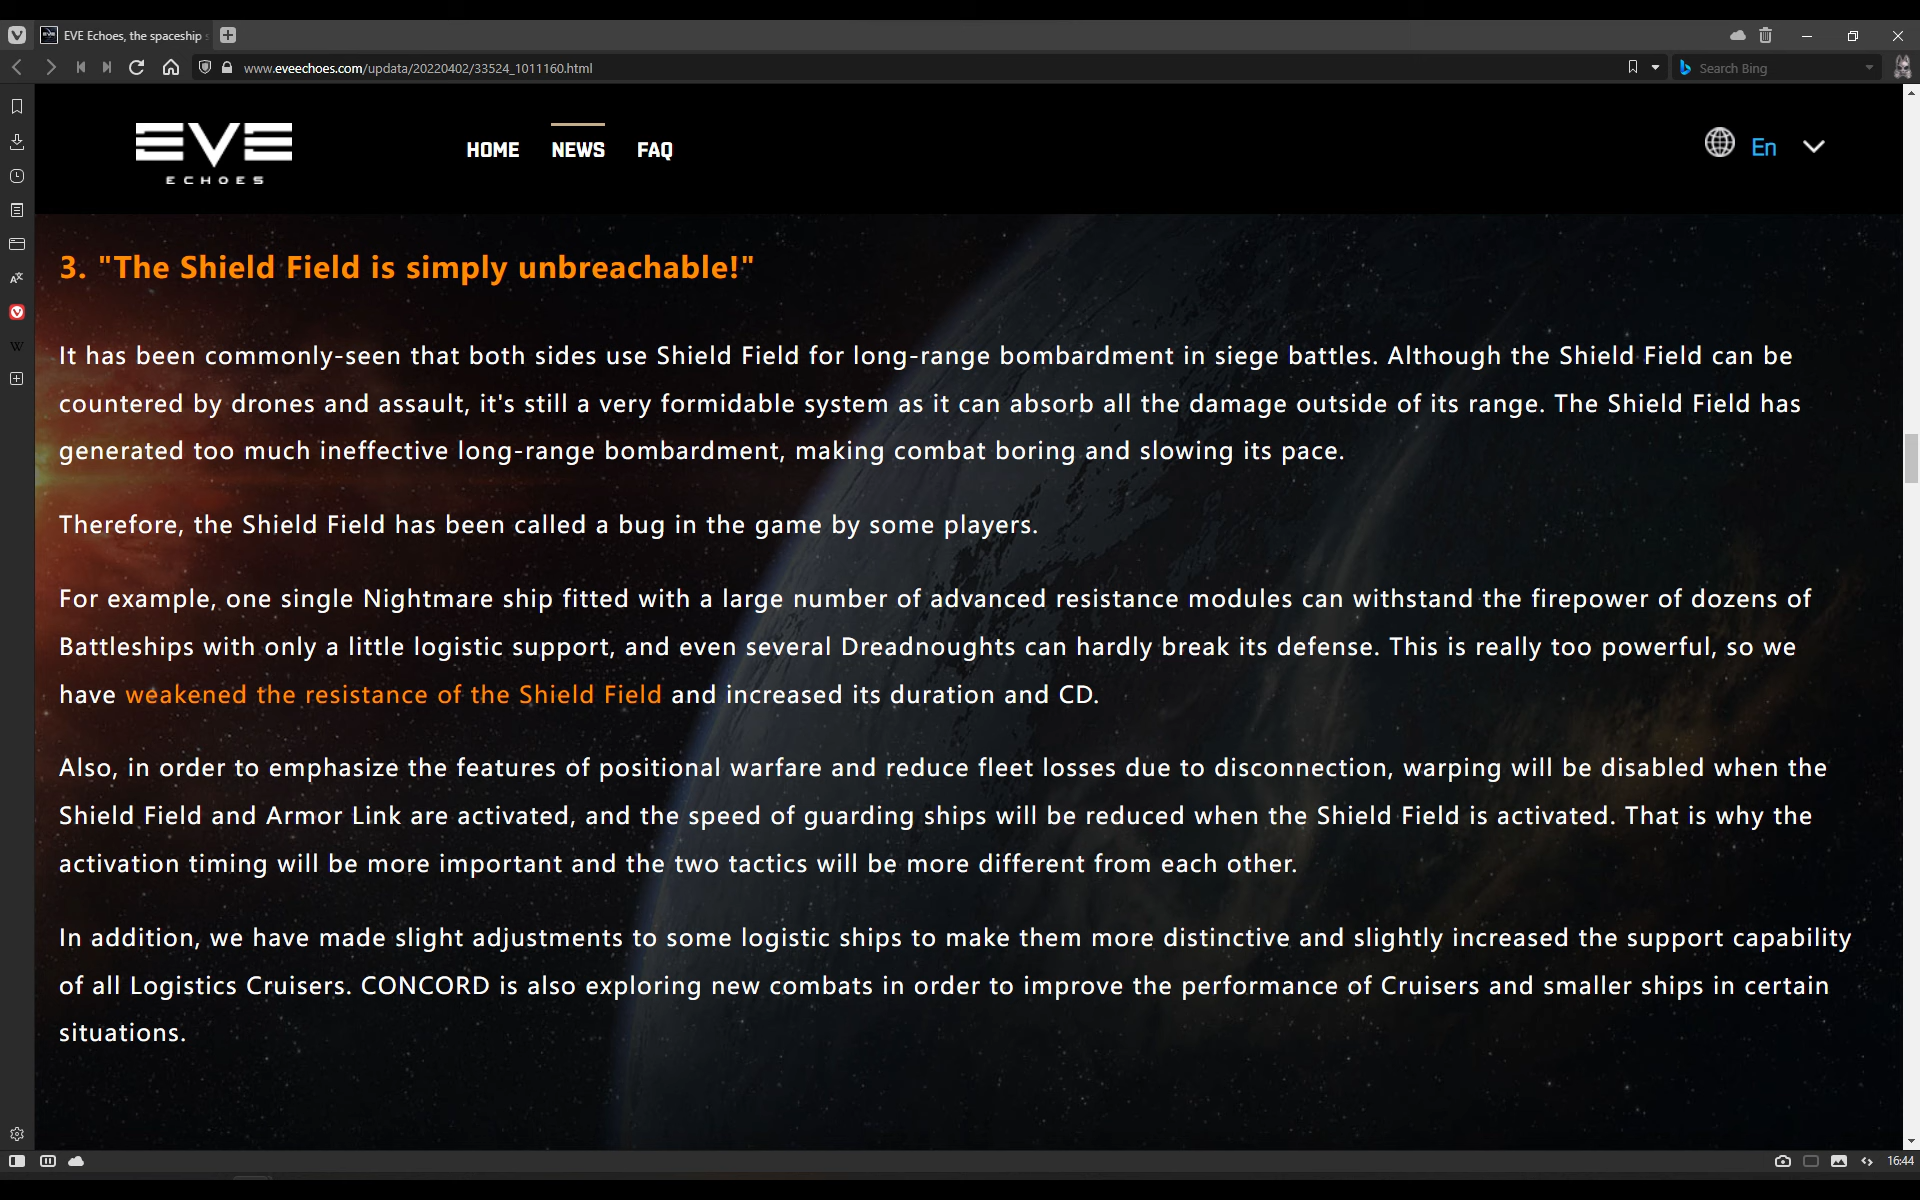 EVE Echoes, the spaceship
www.eveechoes.com/updata/20220402/33524_1011160.html
Search Bing
EVE
ECHOES
HOME NEWS FAQ
En
3. "The Shield Field is simply unbreachable!"
It has been commonly-seen that both sides use Shield Field for long-range bombardment in siege battles. Although the Shield Field can be
countered by drones and assault, it's still a very formidable system as it can absorb all the damage outside of its range. The Shield Field has
generated too much ineffective long-range bombardment, making combat boring and slowing its pace.
Therefore, the Shield Field has been called a bug in the game by some players.
For example, one single Nightmare ship fitted with a large number of advanced resistance modules can withstand the firepower of dozens of
Battleships with only a little logistic support, and even several Dreadnoughts can hardly break its defense. This is really too powerful, so we
have weakened the resistance of the Shield Field and increased its duration and CD.
Also, in order to emphasize the features of positional warfare and reduce fleet losses due to disconnection, warping will be disabled when the
Shield Field and Armor Link are activated, and the speed of guarding ships will be reduced when the Shield Field is activated. That is why the
activation timing will be more important and the two tactics will be more different from each other.
In addition, we have made slight adjustments to some logistic ships to make them more distinctive and slightly increased the support capability
of all Logistics Cruisers. CONCORD is also exploring new combats in order to improve the performance of Cruisers and smaller ships in certain
situations.
16:44